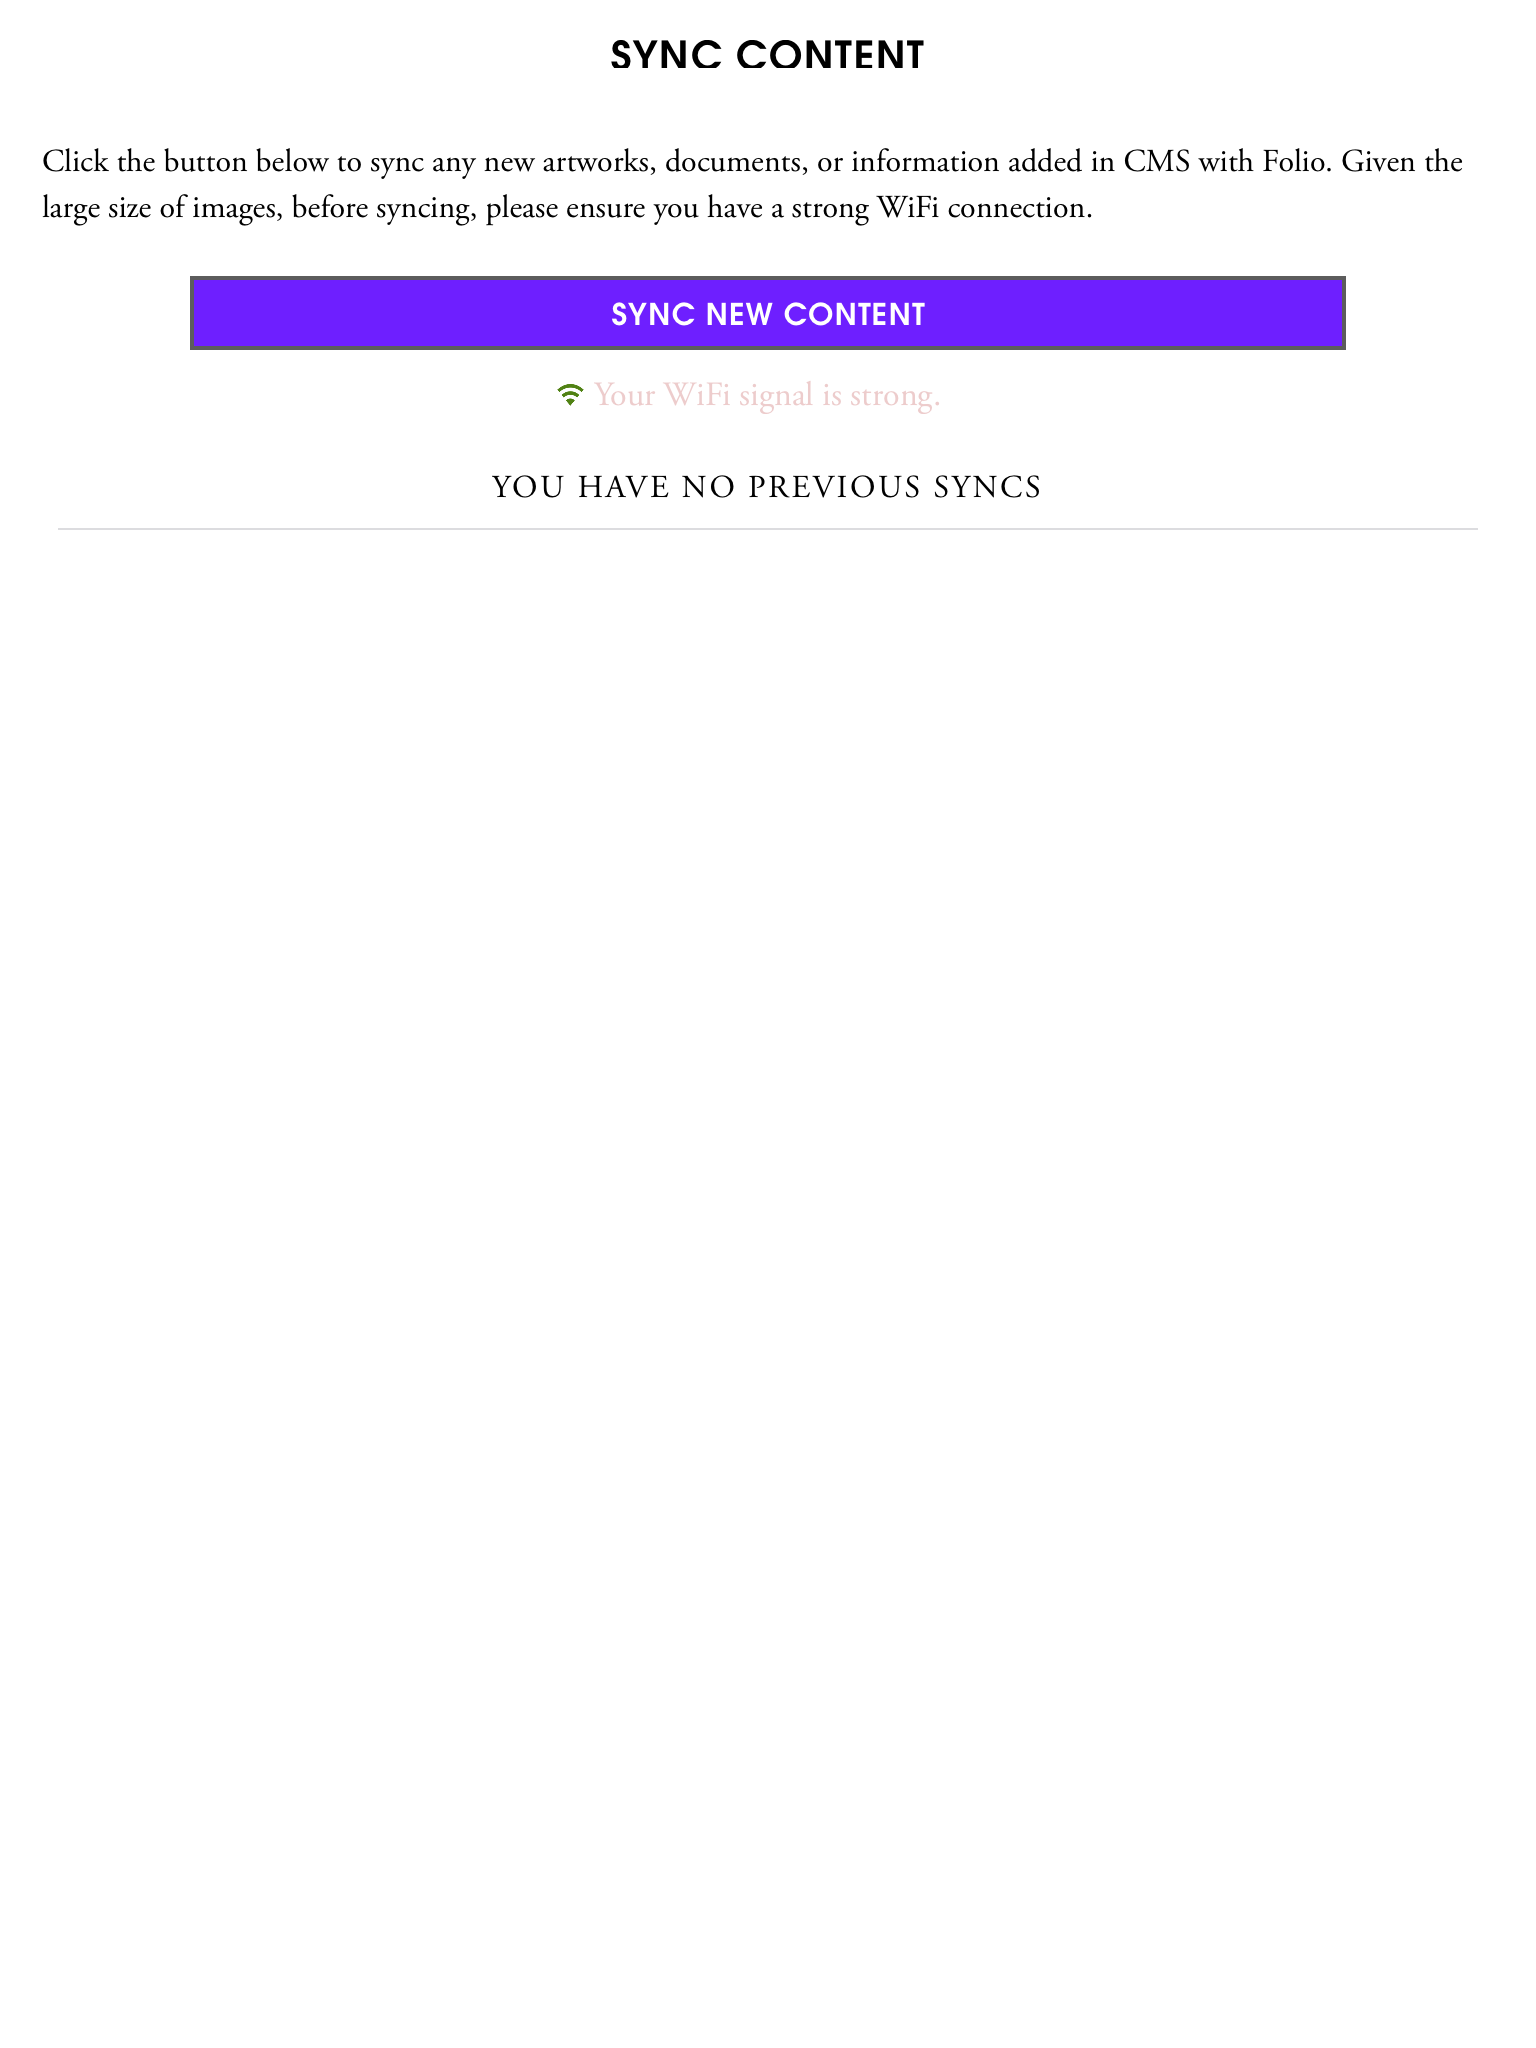 SYNC CONTENT
Click the button below to sync any new artworks, documents, or information added in CMS with Folio. Given the
large size of images, before syncing, please ensure you have a strong WiFi connection.
SYNC NEW CONTENT
Your WiFi signal is strong.
YOU HAVE NO PREVIOUS SYNCS